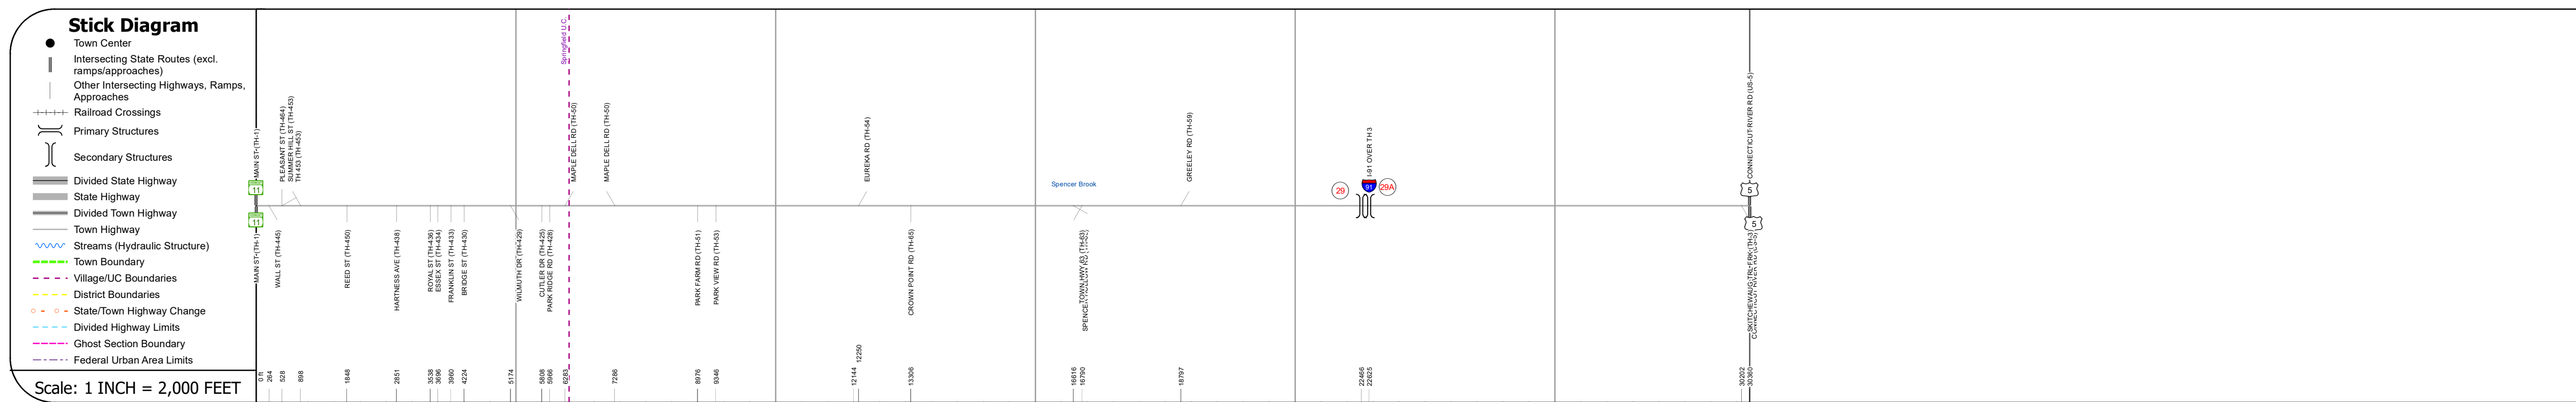 Stick Diagram
Town Center
Intersecting State Routes (excl.
ramps/approaches)
Other Intersecting Highways, Ramps,
Approaches
Railroad Crossings
Primary Structures
Secondary Structures
Divided State Highway
State Highway
Divided Town Highway
Town Highway
Streams (Hydraulic Structure)
Town Boundary
Village/UC Boundaries
District Boundaries
State/Town Highway Change
Divided Highway Limits
Ghost Section Boundary
Federal Urban Area Limits
Scale: 1 INCH = 2,000 FEET
Springfield U.C.
MAIN ST (TH-1)
PLEASANT ST (TH-464)
SUMMER HILL ST (TH-453)
TH 453 (TH-453)
MAPLE DELL RD (TH-50)
MAPLE DELL RD (TH-50)
EUREKA RD (TH-54)
Spencer Brook
GREELEY RD (TH-59)
I-91 OVER TH 3
CONNECTICUT RIVER RD (US-5)
11
11
29
91
29A
5
5
MAIN ST (TH-1)
WALL ST (TH-445)
REED ST (TH-450)
HARTNESS AVE (TH-438)
ROYAL ST (TH-436)
ESSEX ST (TH-434)
FRANKLIN ST (TH-433)
BRIDGE ST (TH-430)
WILMUTH DR (TH-429)
CUTLER DR (TH-425)
PARK RIDGE RD (TH-428)
PARK FARM RD (TH-51)
PARK VIEW RD (TH-53)
CROWN POINT RD (TH-65)
TOWN HWY 63 (TH-63)
0 ft
264
528
898
1848
2851
3538
3696
3960
4224
5174
5808
5966
6283
7286
8976
9346
12144
12250
13306
16616
16790
18797
22466
22625
30202
30360